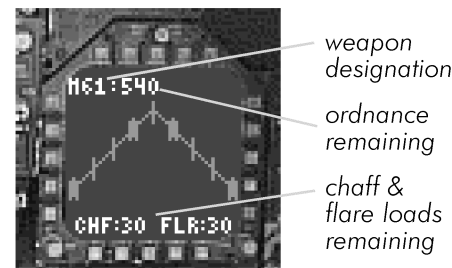 weapon
designation
M61:540
ordnance
remaining
chaff &
flare loads
remaining
CHF:30 FLR:30